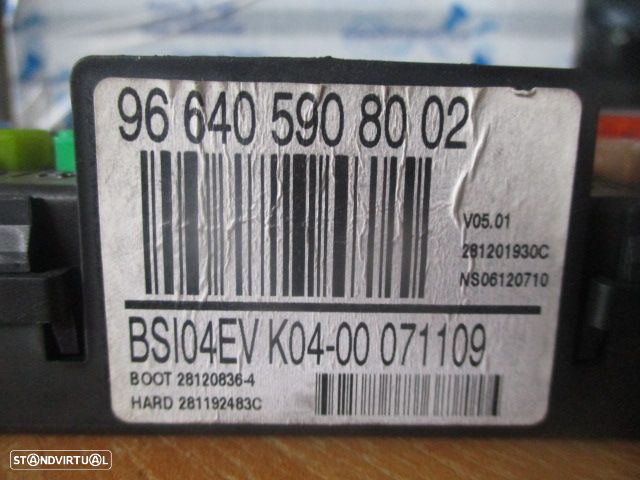 96 640 590 80 02
V05.01
281201930C
NS06120710
BSI04EV K04-00 071109
BOOT 28120836-4
HARD 281192483C
STANDVIRTUAL